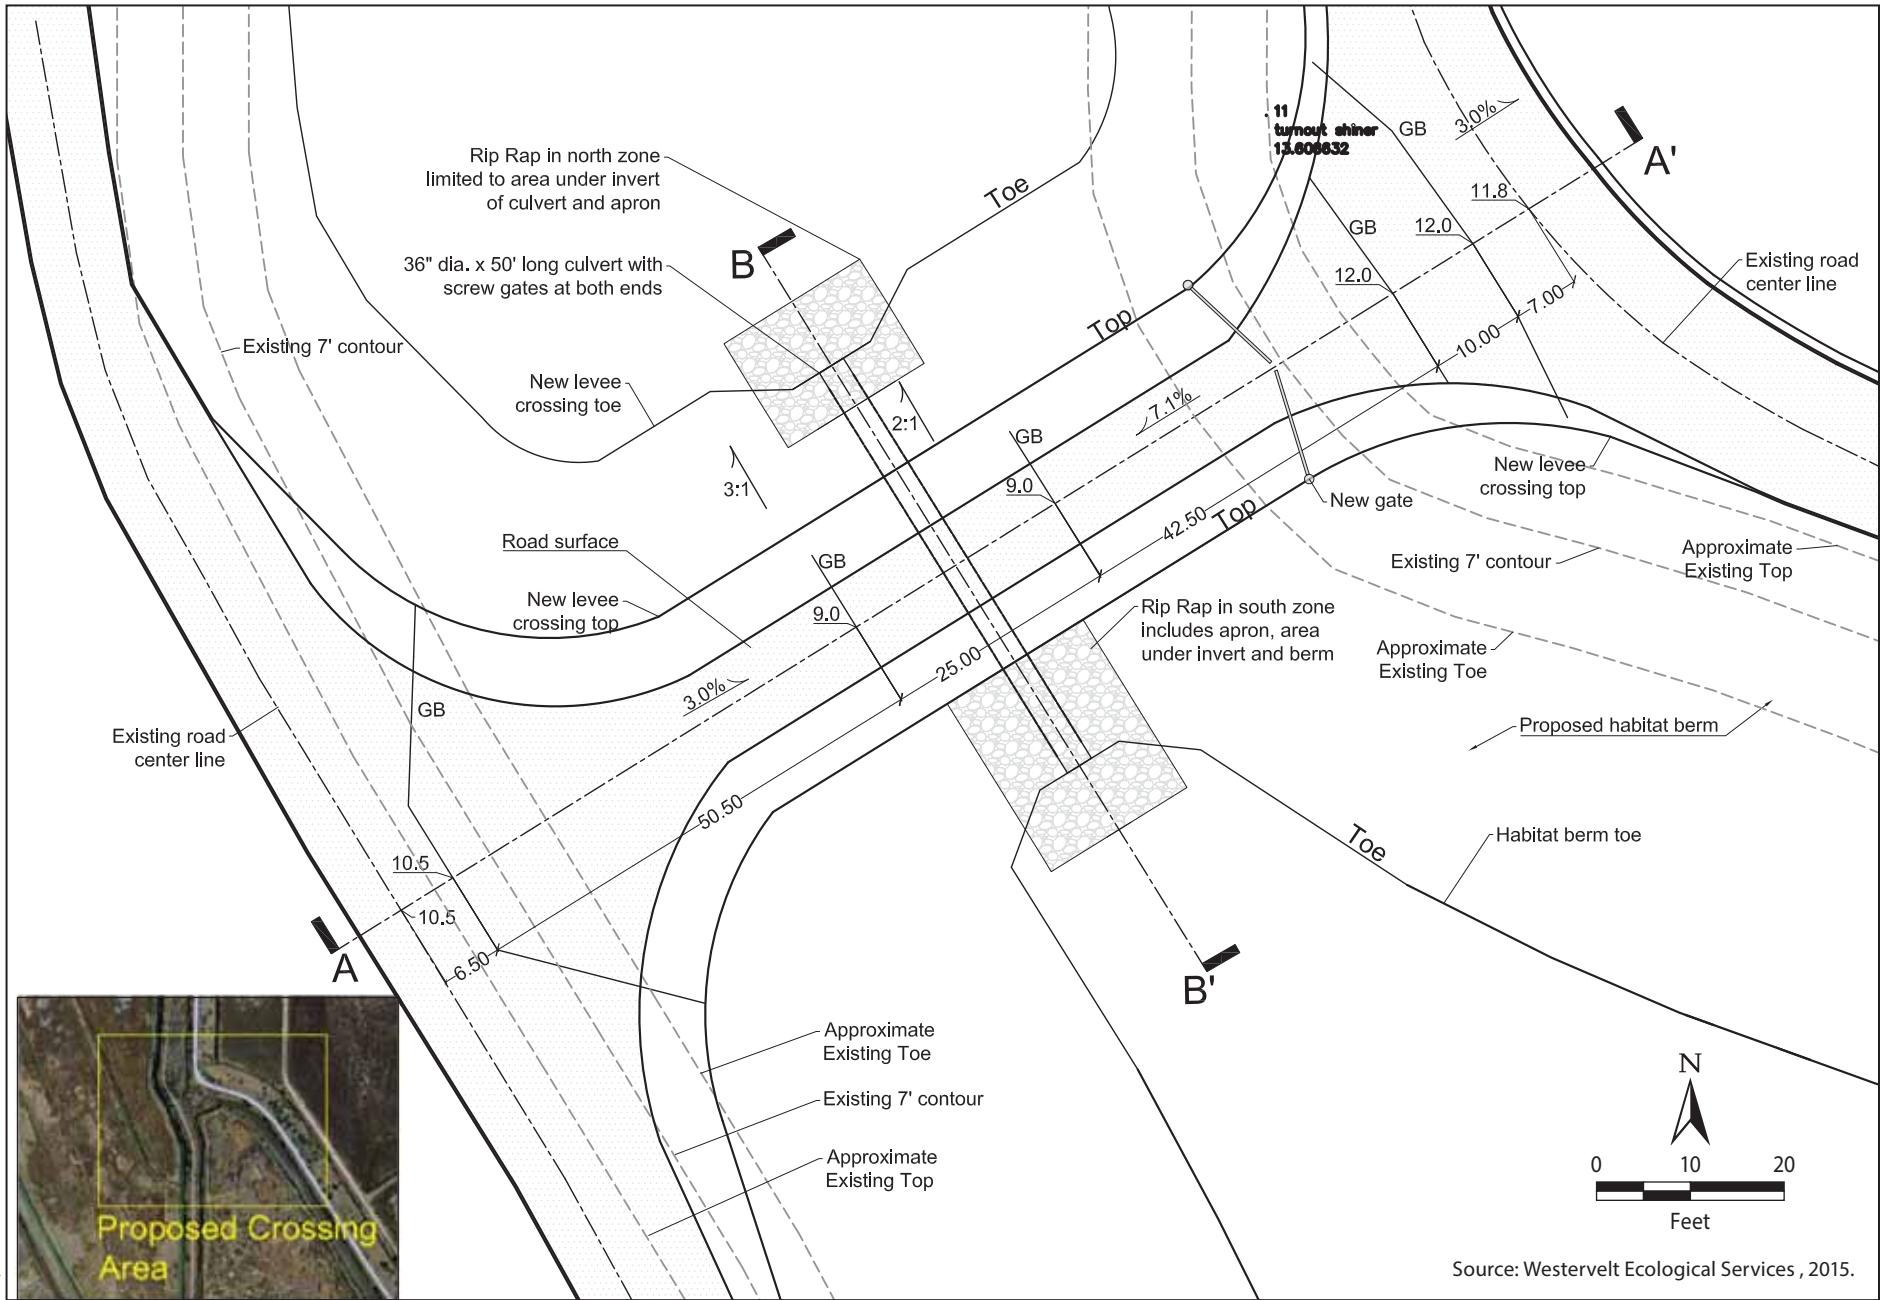 11
turnout shiner
13.608632
GB
3.0%
A'
Rip Rap in north zone
limited to area under invert
of culvert and apron
Toe
11.8
GB
12.0
B
36" dia. x 50' long culvert with
screw gates at both ends
12.0
Existing road
center line
7.00
Top
10.00
Existing 7' contour
New levee
crossing toe
7.1%
2:1
GB
3:1
9.0
New levee
crossing top
New gate
Top
42.50
Road surface
GB
Existing 7' contour
Approximate
Existing Top
New levee
crossing top
9.0
Rip Rap in south zone
includes apron, area
under invert and berm
Approximate
Existing Toe
25.00
3.0%
GB
Existing road
center line
Proposed habitat berm
50.50
Toe
Habitat berm toe
10.5
10.5
A
6.50
B'
Approximate
Existing Toe
Existing 7' contour
Approximate
Existing Top
N
0 10 20
Feet
Proposed Crossing
Area
Source: Westervelt Ecological Services , 2015.